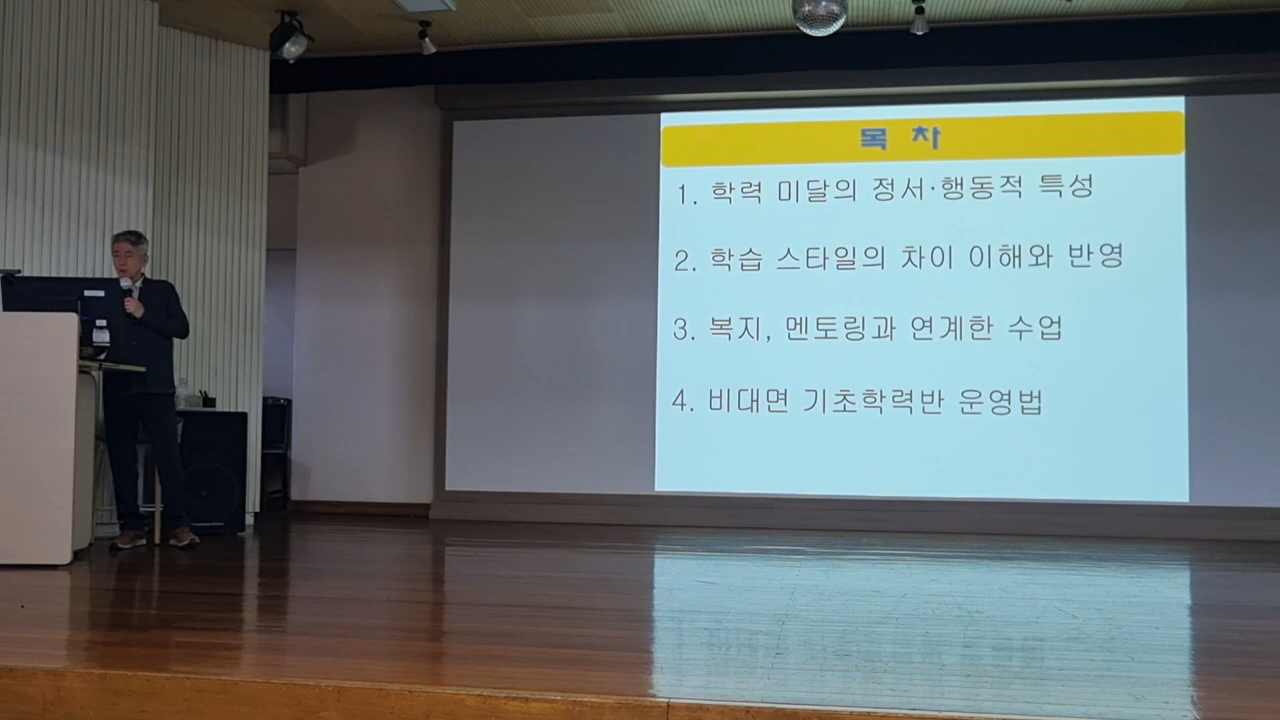 목 차
1. 학력 미달의 정서·행동적 특성
2. 학습 스타일의 차이 이해와 반영
3. 복지, 멘토링과 연계한 수업
4. 비대면 기초학력반 운영법